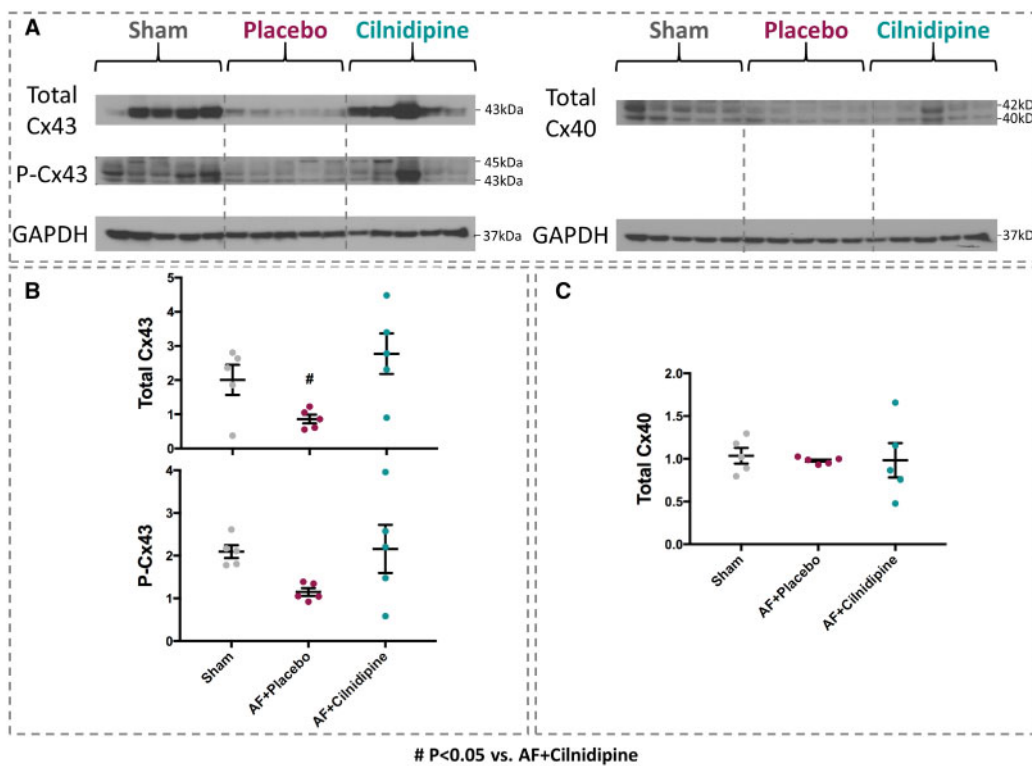 A
Sham Placebo Cilnidipine
Total Cx43
43kDa
P-Cx43
45kDa
43kDa
GAPDH
37kDa
Sham Placebo Cilnidipine
Total Cx40
42kD
40kDa
GAPDH
37kDa
B
Total Cx43
5
4
3
2
1
0
#
P-Cx43
4
3
2
1
0
Sham
AF+Placebo
AF+Cilnidipine
C
Total Cx40
2.0
1.5
1.0
0.5
0.0
Sham
AF+Placebo
AF+Cilnidipine
# P<0.05 vs. AF+Cilnidipine